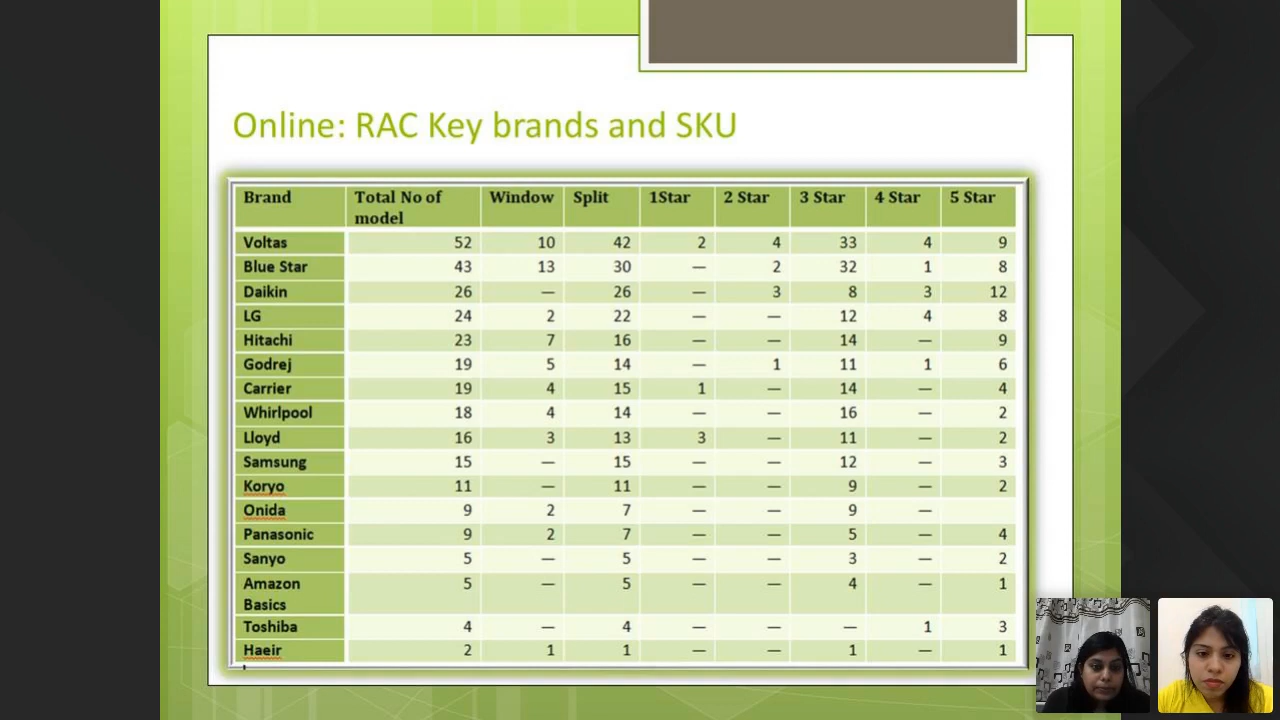 Online: RAC Key brands and SKU
Brand Total No of model Window Split 1Star 2 Star 3 Star 4 Star 5 Star
Voltas 52 10 42 2 4 33 4 9
Blue Star 43 13 30 — 2 32 1 8
Daikin 26 — 26 — 3 8 3 12
LG 24 2 22 — — 12 4 8
Hitachi 23 7 16 — — 14 — 9
Godrej 19 5 14 — 1 11 1 6
Carrier 19 4 15 1 — 14 — 4
Whirlpool 18 4 14 — — 16 — 2
Lloyd 16 3 13 3 — 11 — 2
Samsung 15 — 15 — — 12 — 3
Koryo 11 — 11 — — 9 — 2
Onida 9 2 7 — — 9 —
Panasonic 9 2 7 — — 5 — 4
Sanyo 5 — 5 — — 3 — 2
Amazon Basics 5 — 5 — — 4 — 1
Toshiba 4 — 4 — — — 1 3
Haeir 2 1 1 — — 1 — 1